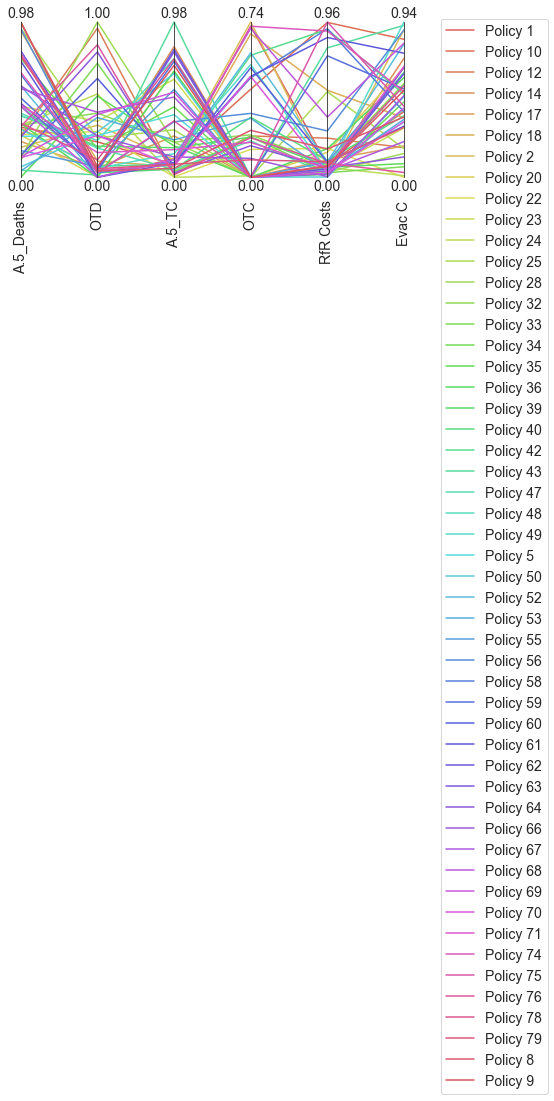 0.98 1.00 0.98 0.74 0.96 0.94
0.00 0.00 0.00 0.00 0.00 0.00
A.5_Deaths
OTD
A.5_TC
OTC
RfR Costs
Evac C
Policy 1
Policy 10
Policy 12
Policy 14
Policy 17
Policy 18
Policy 2
Policy 20
Policy 22
Policy 23
Policy 24
Policy 25
Policy 28
Policy 32
Policy 33
Policy 34
Policy 35
Policy 36
Policy 39
Policy 40
Policy 42
Policy 43
Policy 47
Policy 48
Policy 49
Policy 5
Policy 50
Policy 52
Policy 53
Policy 55
Policy 56
Policy 58
Policy 59
Policy 60
Policy 61
Policy 62
Policy 63
Policy 64
Policy 66
Policy 67
Policy 68
Policy 69
Policy 70
Policy 71
Policy 74
Policy 75
Policy 76
Policy 78
Policy 79
Policy 8
Policy 9